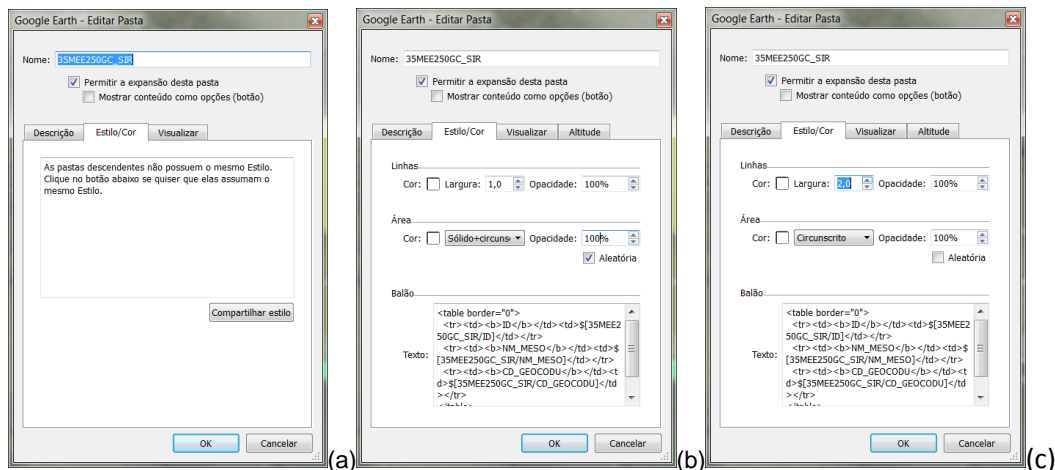 Google Earth - Editar Pasta
Nome: 35MEE250GC_SIR
Permitir a expansão desta pasta
Mostrar conteúdo como opções (botão)
Descrição Estilo/Cor Visualizar
As pastas descendentes não possuem o mesmo Estilo.
Clique no botão abaixo se quiser que elas assumam o
mesmo Estilo.
Compartilhar estilo
OK Cancelar
(a)
Google Earth - Editar Pasta
Nome: 35MEE250GC_SIR
Permitir a expansão desta pasta
Mostrar conteúdo como opções (botão)
Descrição Estilo/Cor Visualizar Altitude
Linhas
Cor: Largura: 1,0 Opacidade: 100%
Área
Cor: Sólido+circuns Opacidade: 100%
Aleatória
Balão
Texto:
<table border="0">
<tr><td><b>ID</b></td><td>$[35MEE2
50GC_SIR/ID]</td></tr>
<tr><td><b>NM_MESO</b></td><td>$
[35MEE250GC_SIR/NM_MESO]</td></tr>
<tr><td><b>CD_GEOCODU</b></td><t
d>$[35MEE250GC_SIR/CD_GEOCODU]</td
></tr>
</table>
OK Cancelar
(b)
Google Earth - Editar Pasta
Nome: 35MEE250GC_SIR
Permitir a expansão desta pasta
Mostrar conteúdo como opções (botão)
Descrição Estilo/Cor Visualizar Altitude
Linhas
Cor: Largura: 2,0 Opacidade: 100%
Área
Cor: Circunscrito Opacidade: 100%
Aleatória
Balão
Texto:
<table border="0">
<tr><td><b>ID</b></td><td>$[35MEE2
50GC_SIR/ID]</td></tr>
<tr><td><b>NM_MESO</b></td><td>$
[35MEE250GC_SIR/NM_MESO]</td></tr>
<tr><td><b>CD_GEOCODU</b></td><t
d>$[35MEE250GC_SIR/CD_GEOCODU]</td
></tr>
</table>
OK Cancelar
(c)